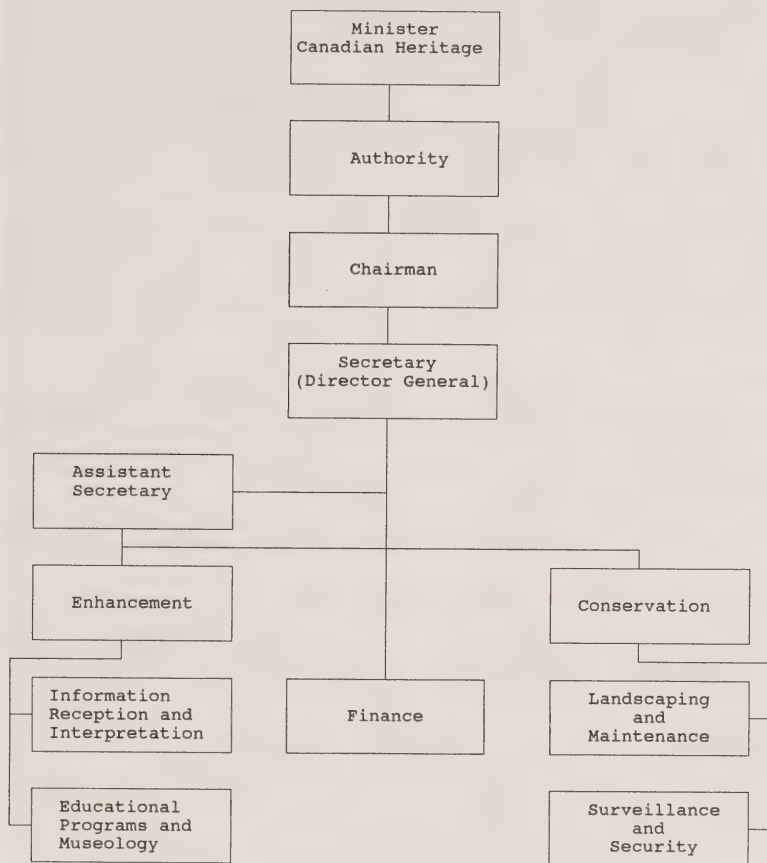 Minister
Canadian Heritage
Authority
Chairman
Secretary
(Director General)
Assistant
Secretary
Enhancement
Conservation
Information
Reception and
Interpretation
Finance
Landscaping
and
Maintenance
Educational
Programs and
Museology
Surveillance
and
Security